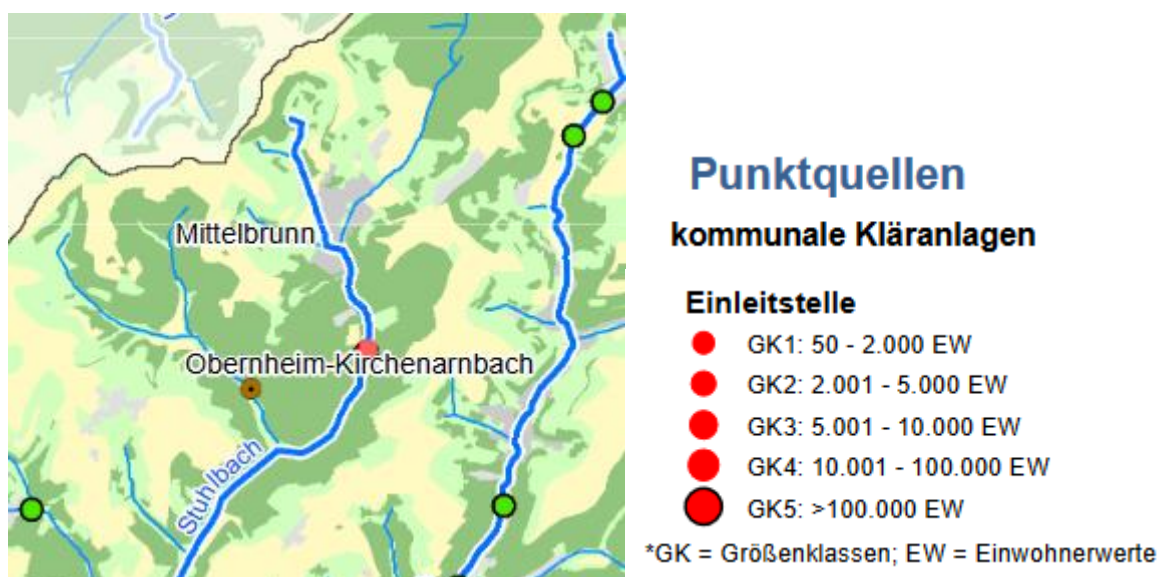 Mittelbrunn
Obernheim-Kirchenarnbach
Stuhlbach
Punktquellen
kommunale Kläranlagen
Einleitstelle
GK1: 50 - 2.000 EW
GK2: 2.001 - 5.000 EW
GK3: 5.001 - 10.000 EW
GK4: 10.001 - 100.000 EW
GK5: >100.000 EW
*GK = Größenklassen; EW = Einwohnerwerte